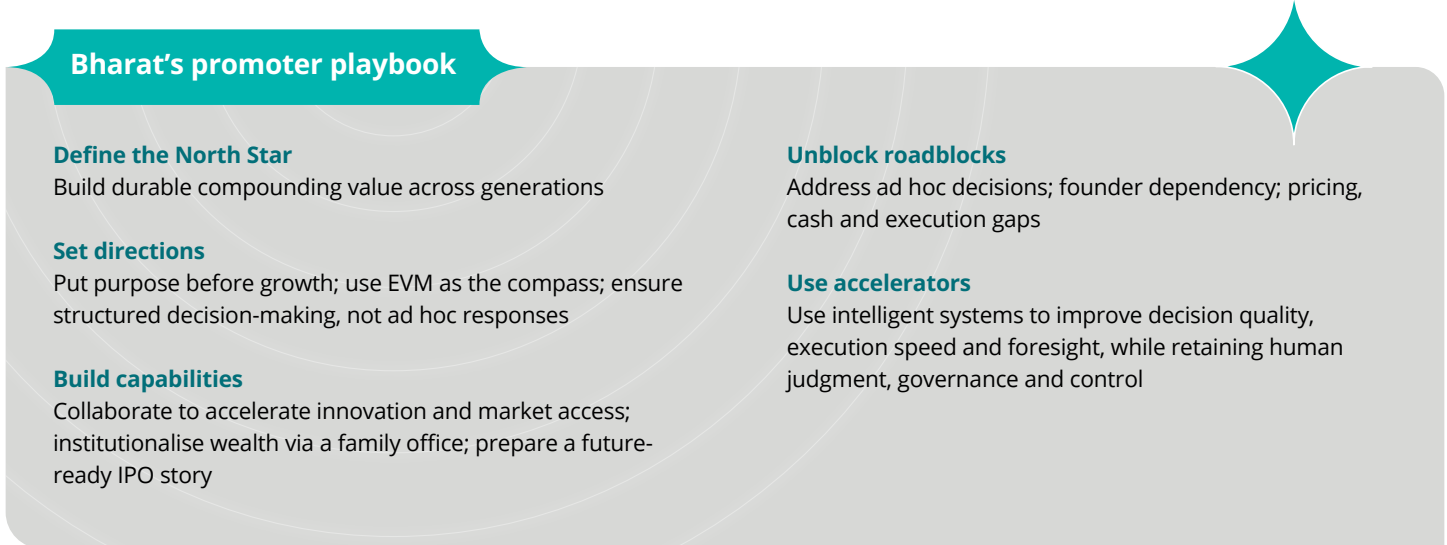 Bharat’s promoter playbook
Define the North Star
Build durable compounding value across generations
Set directions
Put purpose before growth; use EVM as the compass; ensure
structured decision-making, not ad hoc responses
Build capabilities
Collaborate to accelerate innovation and market access;
institutionalise wealth via a family office; prepare a future-
ready IPO story
Unblock roadblocks
Address ad hoc decisions; founder dependency; pricing,
cash and execution gaps
Use accelerators
Use intelligent systems to improve decision quality,
execution speed and foresight, while retaining human
judgment, governance and control